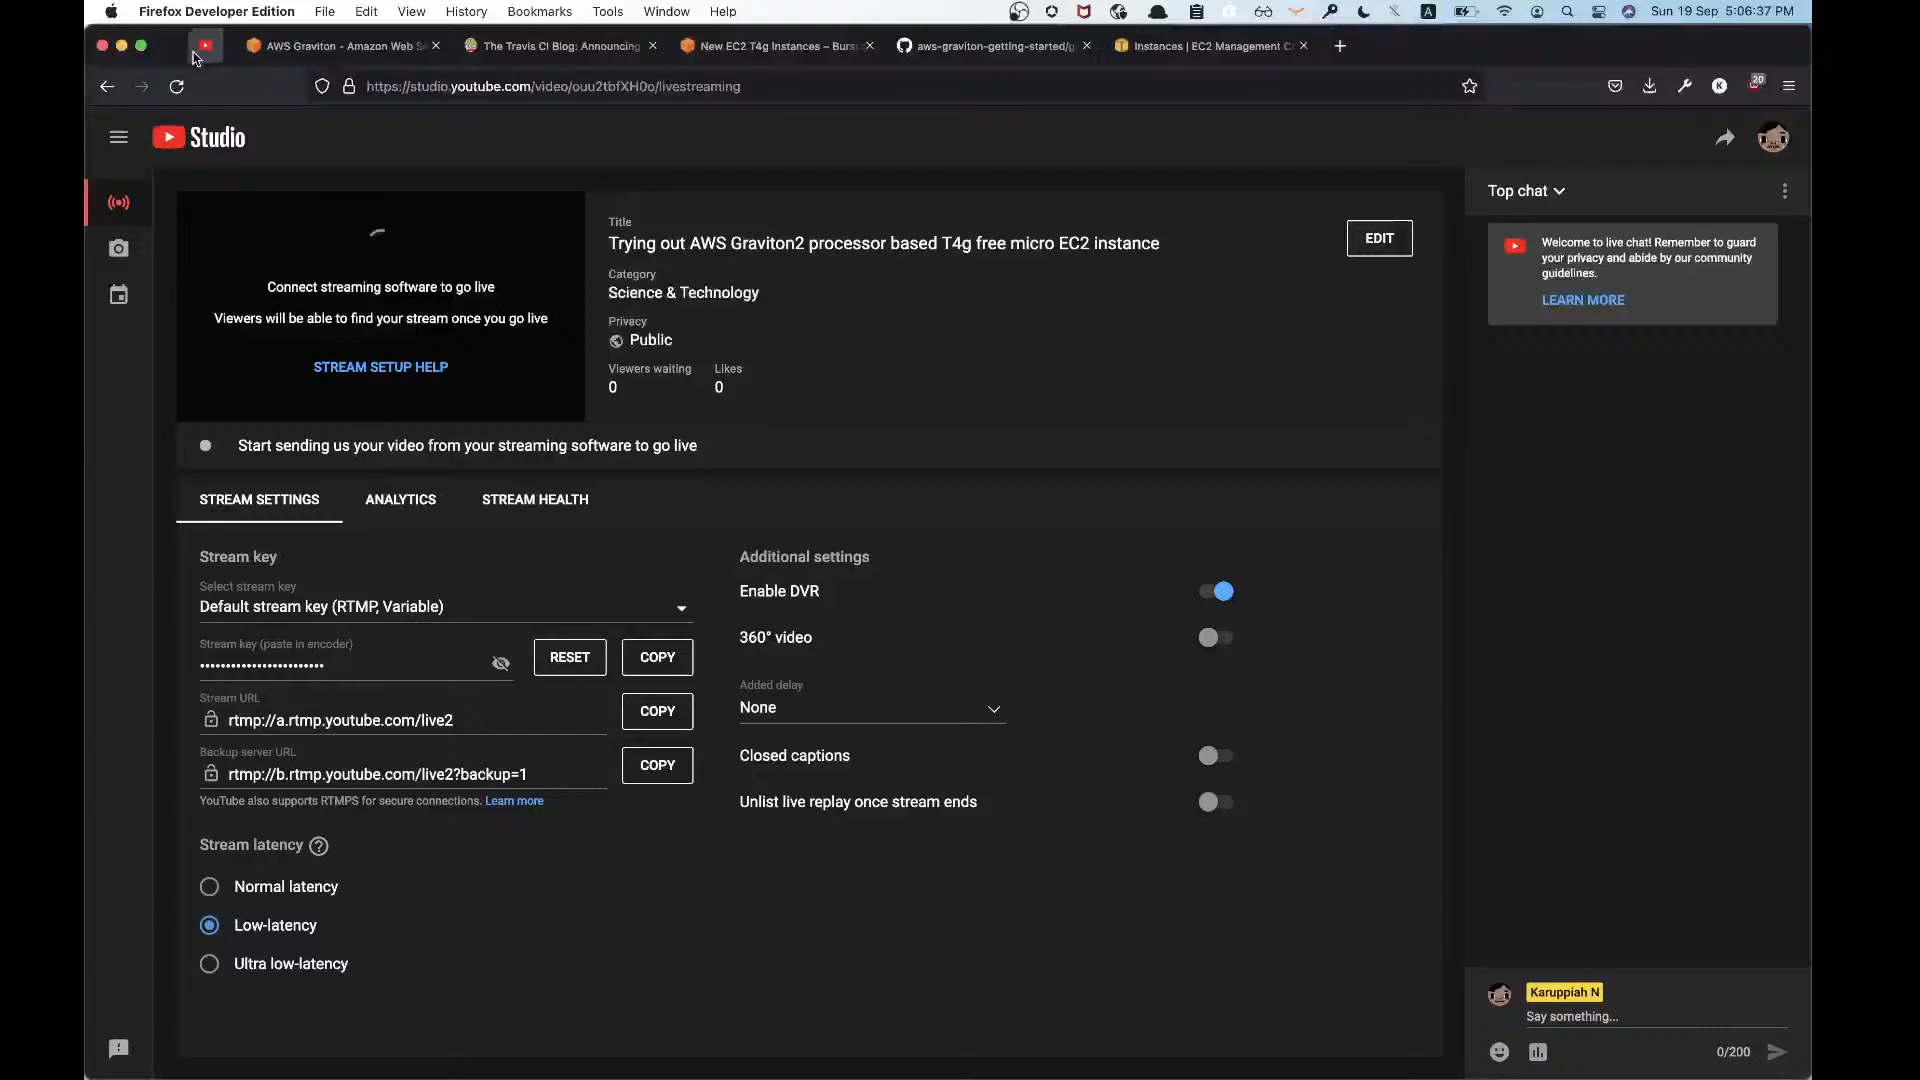 Firefox Developer Edition File Edit View History Bookmarks Tools Window Help
A
Sun 19 Sep 5:06:37 PM
AWS Graviton - Amazon Web S
The Travis CI Blog: Announcing
New EC2 T4g Instances – Burs
aws-graviton-getting-started/g
Instances | EC2 Management C
https://studio.youtube.com/video/ouu2tbfXH0o/livestreaming
K
20
Studio
Connect streaming software to go live
Viewers will be able to find your stream once you go live
STREAM SETUP HELP
Title
Trying out AWS Graviton2 processor based T4g free micro EC2 instance
EDIT
Category
Science & Technology
Privacy
Public
Viewers waiting Likes
0 0
Start sending us your video from your streaming software to go live
STREAM SETTINGS ANALYTICS STREAM HEALTH
Stream key
Select stream key
Default stream key (RTMP, Variable)
Stream key (paste in encoder)
••••••••••••••••••••••••
RESET COPY
Stream URL
rtmp://a.rtmp.youtube.com/live2
COPY
Backup server URL
rtmp://b.rtmp.youtube.com/live2?backup=1
COPY
YouTube also supports RTMPS for secure connections. Learn more
Stream latency
Normal latency
Low-latency
Ultra low-latency
Additional settings
Enable DVR
360° video
Added delay
None
Closed captions
Unlist live replay once stream ends
Top chat
Welcome to live chat! Remember to guard
your privacy and abide by our community
guidelines.
LEARN MORE
Karuppiah N
Say something...
0/200